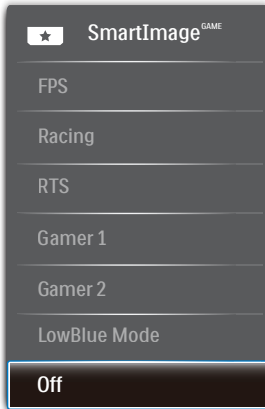 SmartImage GAME
FPS
Racing
RTS
Gamer 1
Gamer 2
LowBlue Mode
Off